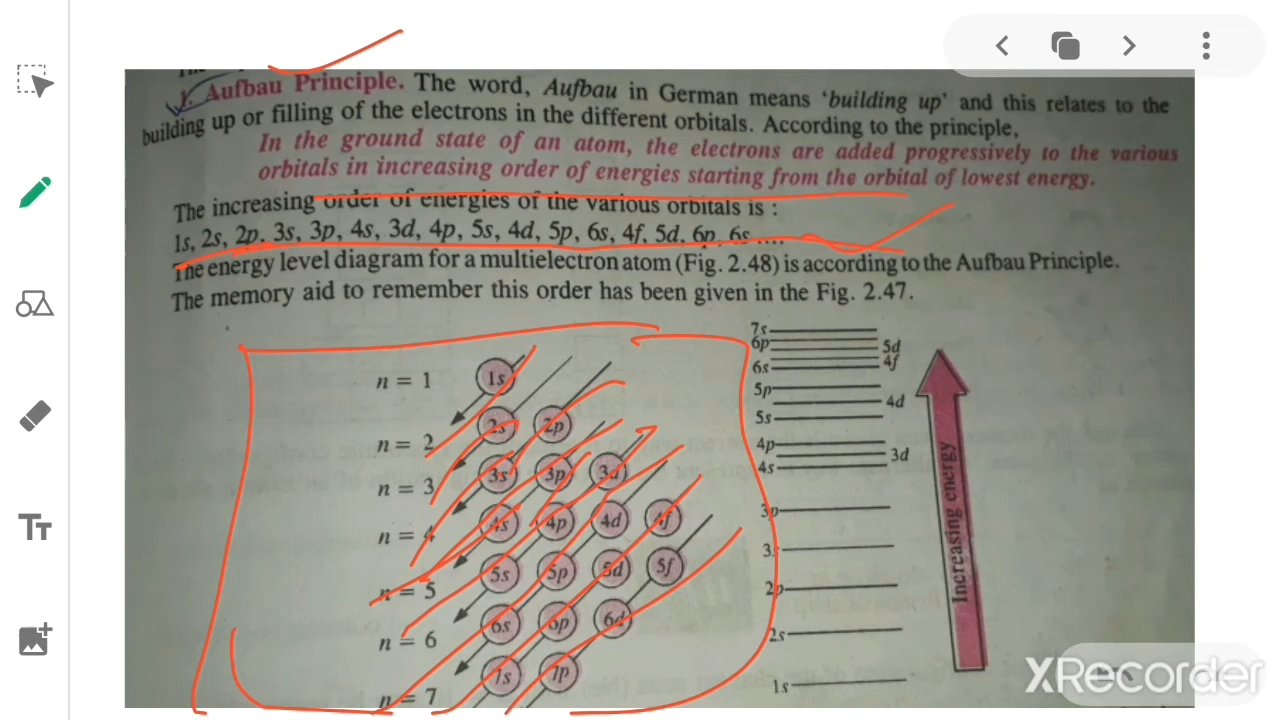 1. Aufbau Principle. The word, Aufbau in German means 'building up' and this relates to the
building up or filling of the electrons in the different orbitals. According to the principle,
In the ground state of an atom, the electrons are added progressively to the various
orbitals in increasing order of energies starting from the orbital of lowest energy.
The increasing order of energies of the various orbitals is :
1s, 2s, 2p, 3s, 3p, 4s, 3d, 4p, 5s, 4d, 5p, 6s, 4f, 5d, 6p, 6s ....
The energy level diagram for a multielectron atom (Fig. 2.48) is according to the Aufbau Principle.
The memory aid to remember this order has been given in the Fig. 2.47.
n = 1 1s
n = 2 2s 2p
n = 3 3s 3p 3d
n = 4 4s 4p 4d 4f
n = 5 5s 5p 5d 5f
n = 6 6s 6p 6d
n = 7 7s 7p
7s
6p 5d
6s 4f
5p 4d
5s
4p 3d
4s
3p
3s
2p
2s
1s
Increasing energy
TT
XRecorder